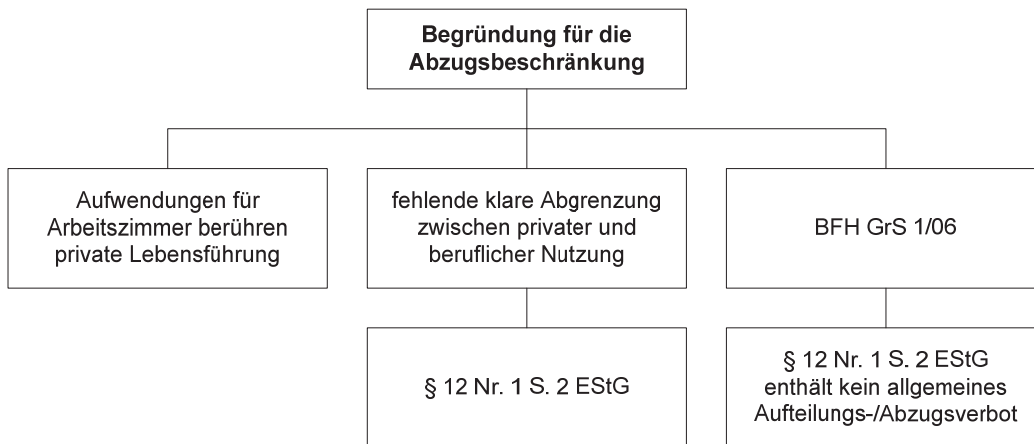 Begründung für die
Abzugsbeschränkung
Aufwendungen für
Arbeitszimmer berühren
private Lebensführung
fehlende klare Abgrenzung
zwischen privater und
beruflicher Nutzung
BFH GrS 1/06
§ 12 Nr. 1 S. 2 EStG
§ 12 Nr. 1 S. 2 EStG
enthält kein allgemeines
Aufteilungs-/Abzugsverbot